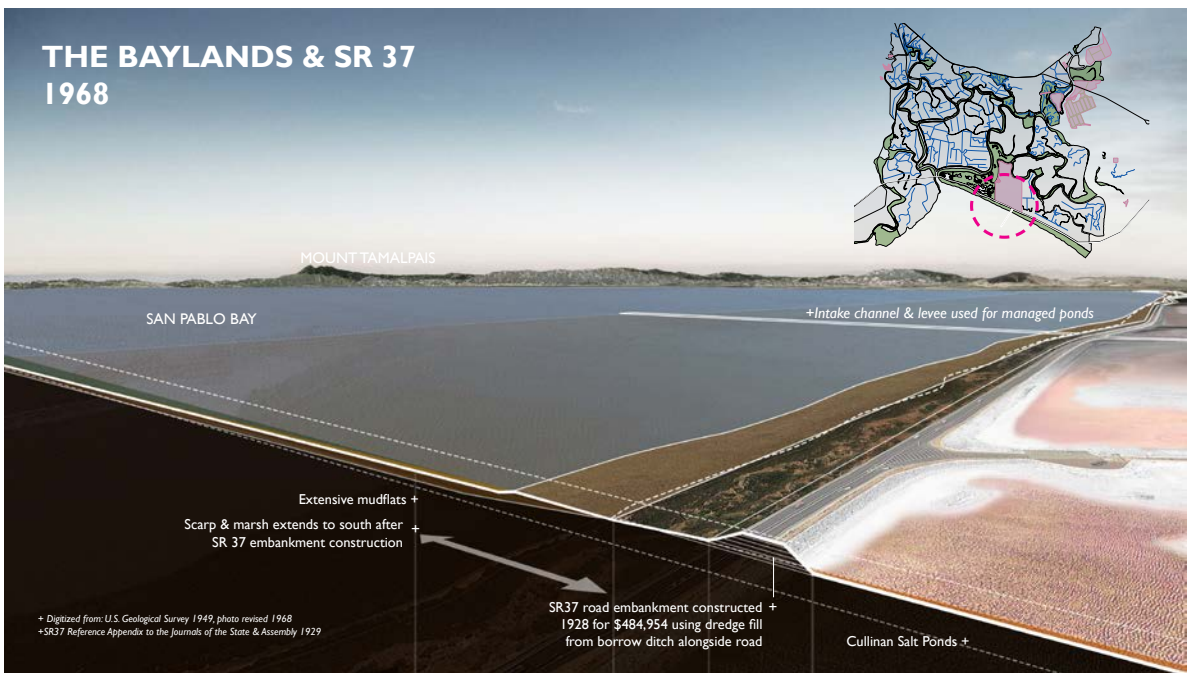 THE BAYLANDS & SR 37
1968
MOUNT TAMALPAIS
SAN PABLO BAY
+Intake channel & levee used for managed ponds
Extensive mudflats +
Scarp & marsh extends to south after +
SR 37 embankment construction
SR37 road embankment constructed +
1928 for $484,954 using dredge fill
from borrow ditch alongside road
Cullinan Salt Ponds +
+ Digitized from: U.S. Geological Survey 1949, photo revised 1968
+SR37 Reference Appendix to the Journals of the State & Assembly 1929